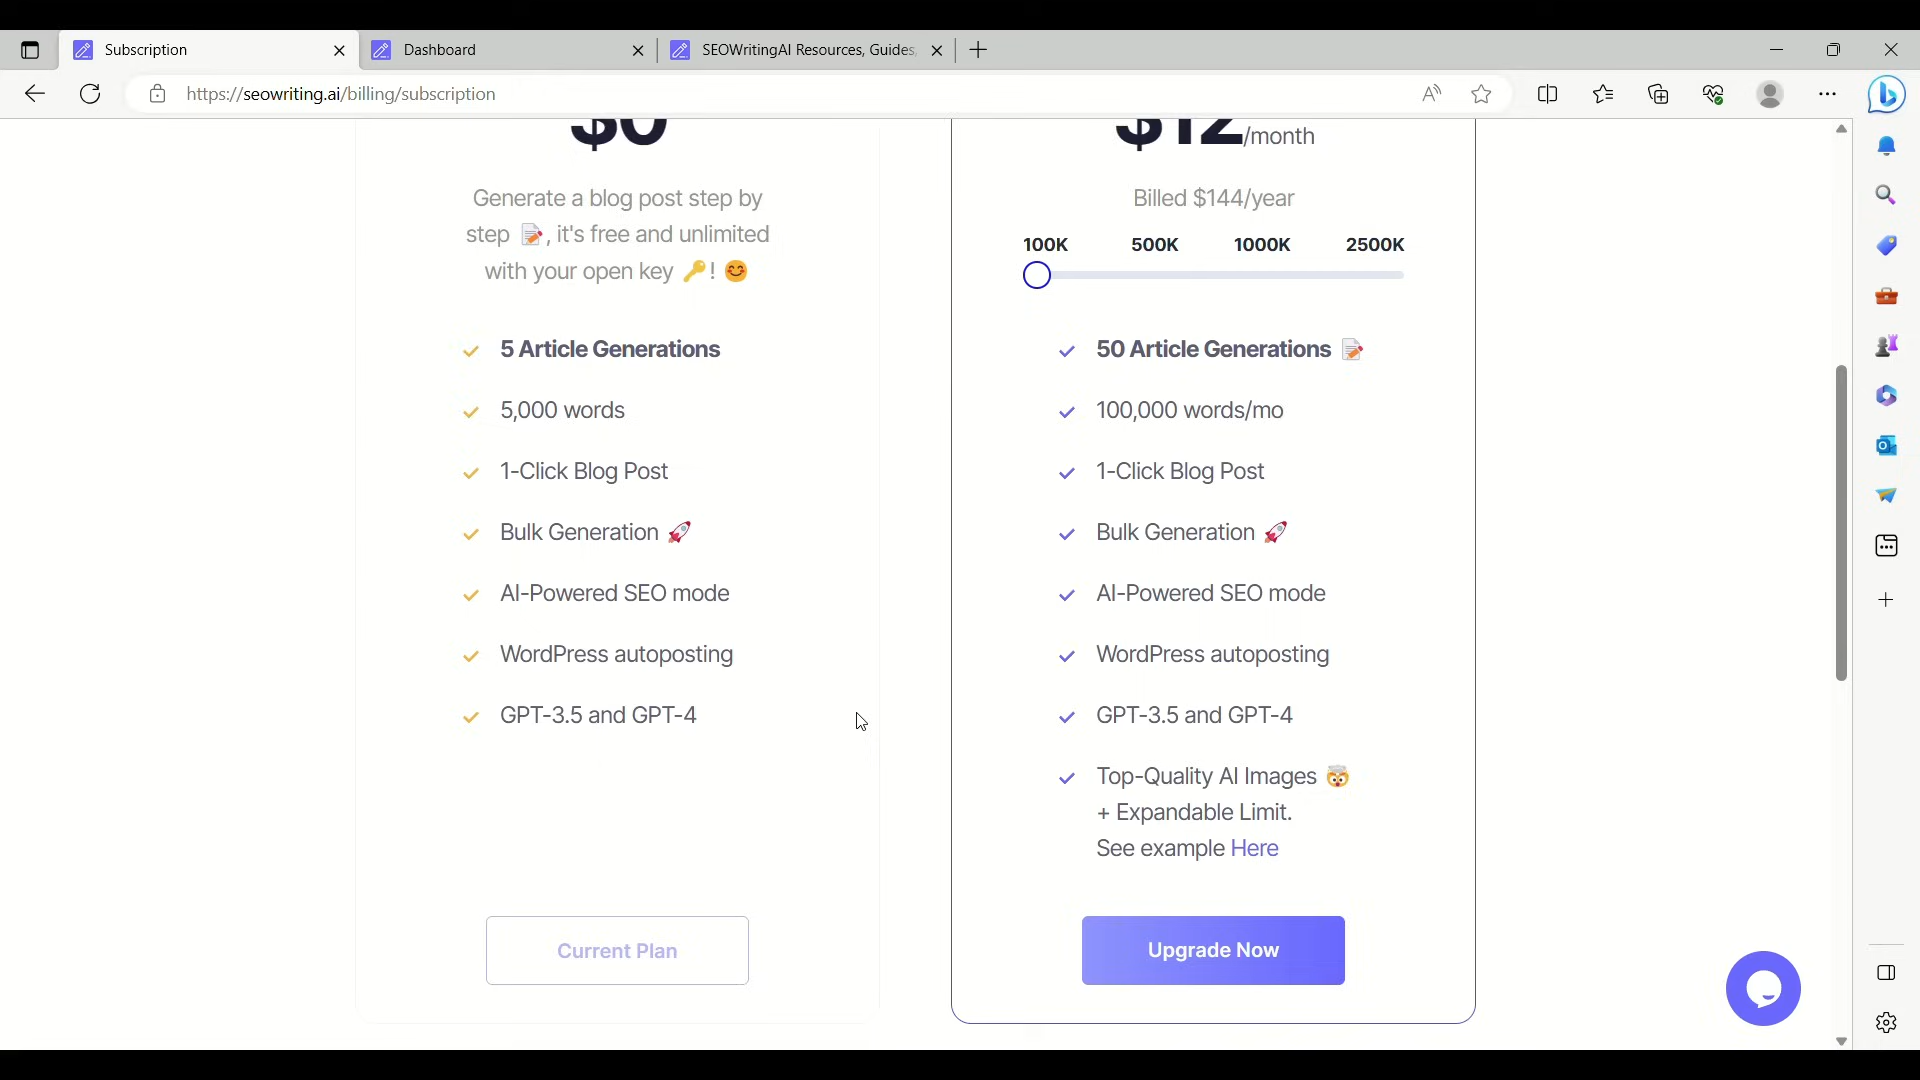 Subscription
Dashboard
SEOWritingAI Resources, Guides,
https://seowriting.ai/billing/subscription
$0
Generate a blog post step by
step 📝, it's free and unlimited
with your open key 🔑! 😊
5 Article Generations
5,000 words
1-Click Blog Post
Bulk Generation 🚀
AI-Powered SEO mode
WordPress autoposting
GPT-3.5 and GPT-4
Current Plan
$12/month
Billed $144/year
100K 500K 1000K 2500K
50 Article Generations 📝
100,000 words/mo
1-Click Blog Post
Bulk Generation 🚀
AI-Powered SEO mode
WordPress autoposting
GPT-3.5 and GPT-4
Top-Quality AI Images 🤯
+ Expandable Limit.
See example Here
Upgrade Now